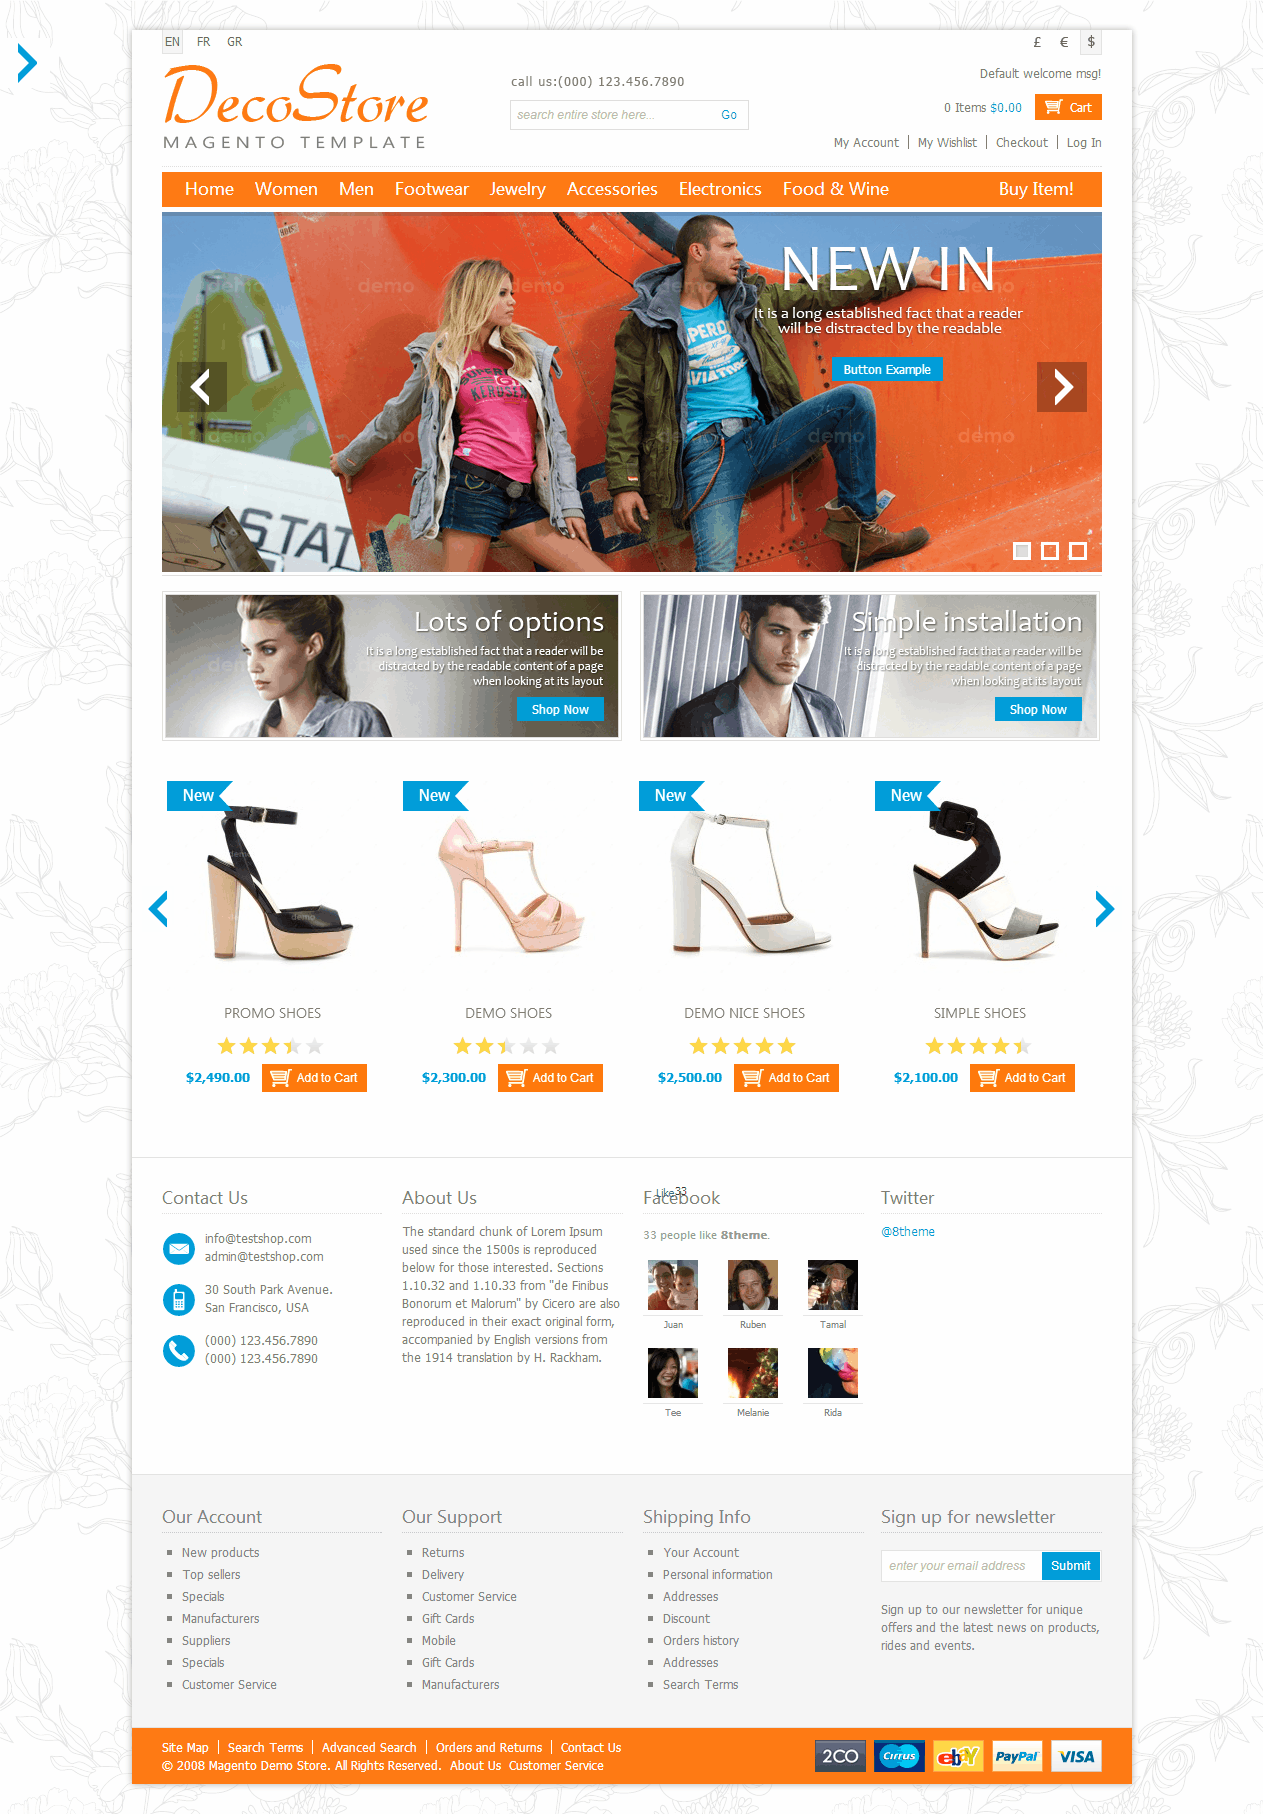 EN FR GR £ € $
DecoStore
MAGENTO TEMPLATE
call us:(000) 123.456.7890
search entire store here... Go
Default welcome msg!
0 Items $0.00 Cart
My Account My Wishlist Checkout Log In
Home Women Men Footwear Jewelry Accessories Electronics Food & Wine Buy Item!
NEW IN
It is a long established fact that a reader
will be distracted by the readable
Button Example
demo demo demo demo demo
SUPERDRY
AVIATION
SUPER
KERUSEN
STAT
demo demo demo demo
Lots of options
It is a long established fact that a reader will be
distracted by the readable content of a page
when looking at its layout
Shop Now
Simple installation
It is a long established fact that a reader will be
distracted by the readable content of a page
when looking at its layout
Shop Now
New New New New
PROMO SHOES DEMO SHOES DEMO NICE SHOES SIMPLE SHOES
$2,490.00 Add to Cart $2,300.00 Add to Cart $2,500.00 Add to Cart $2,100.00 Add to Cart
Contact Us
info@testshop.com
admin@testshop.com
30 South Park Avenue.
San Francisco, USA
(000) 123.456.7890
(000) 123.456.7890
About Us
The standard chunk of Lorem Ipsum
used since the 1500s is reproduced
below for those interested. Sections
1.10.32 and 1.10.33 from "de Finibus
Bonorum et Malorum" by Cicero are also
reproduced in their exact original form,
accompanied by English versions from
the 1914 translation by H. Rackham.
Facebook
Like 33
33 people like 8theme.
Juan Ruben Tamal
Tee Melanie Rida
Twitter
@8theme
Our Account
New products
Top sellers
Specials
Manufacturers
Suppliers
Specials
Customer Service
Our Support
Returns
Delivery
Customer Service
Gift Cards
Mobile
Gift Cards
Manufacturers
Shipping Info
Your Account
Personal information
Addresses
Discount
Orders history
Addresses
Search Terms
Sign up for newsletter
enter your email address Submit
Sign up to our newsletter for unique
offers and the latest news on products,
rides and events.
Site Map Search Terms Advanced Search Orders and Returns Contact Us
© 2008 Magento Demo Store. All Rights Reserved. About Us Customer Service
2CO Cirrus ebay PayPal VISA